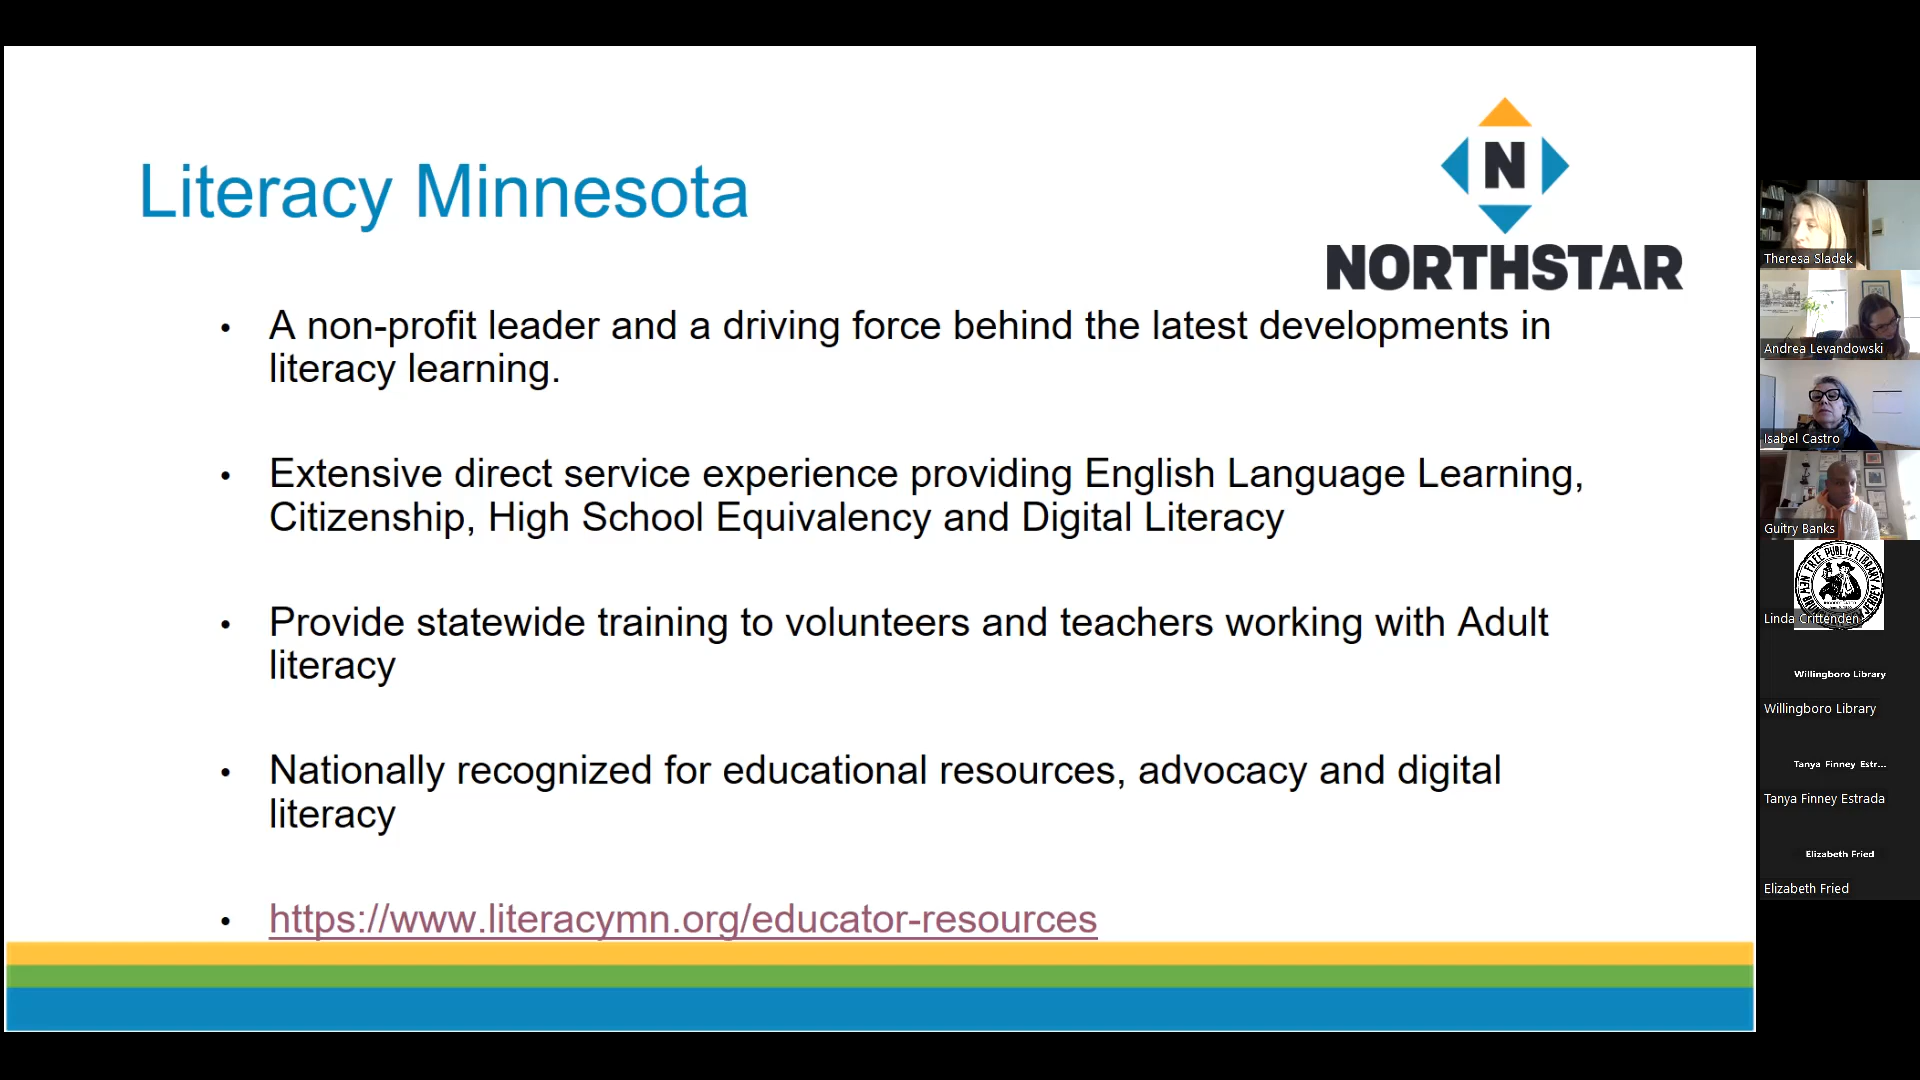 Literacy Minnesota
N
NORTHSTAR
• A non-profit leader and a driving force behind the latest developments in
literacy learning.
• Extensive direct service experience providing English Language Learning,
Citizenship, High School Equivalency and Digital Literacy
• Provide statewide training to volunteers and teachers working with Adult
literacy
• Nationally recognized for educational resources, advocacy and digital
literacy
• https://www.literacymn.org/educator-resources
Theresa Sladek
Andrea Levandowski
Isabel Castro
Guitry Banks
FREE PUBLIC LIBRARY
JERSEY
Linda Crittenden
Willingboro Library
Willingboro Library
Tanya Finney Estr...
Tanya Finney Estrada
Elizabeth Fried
Elizabeth Fried